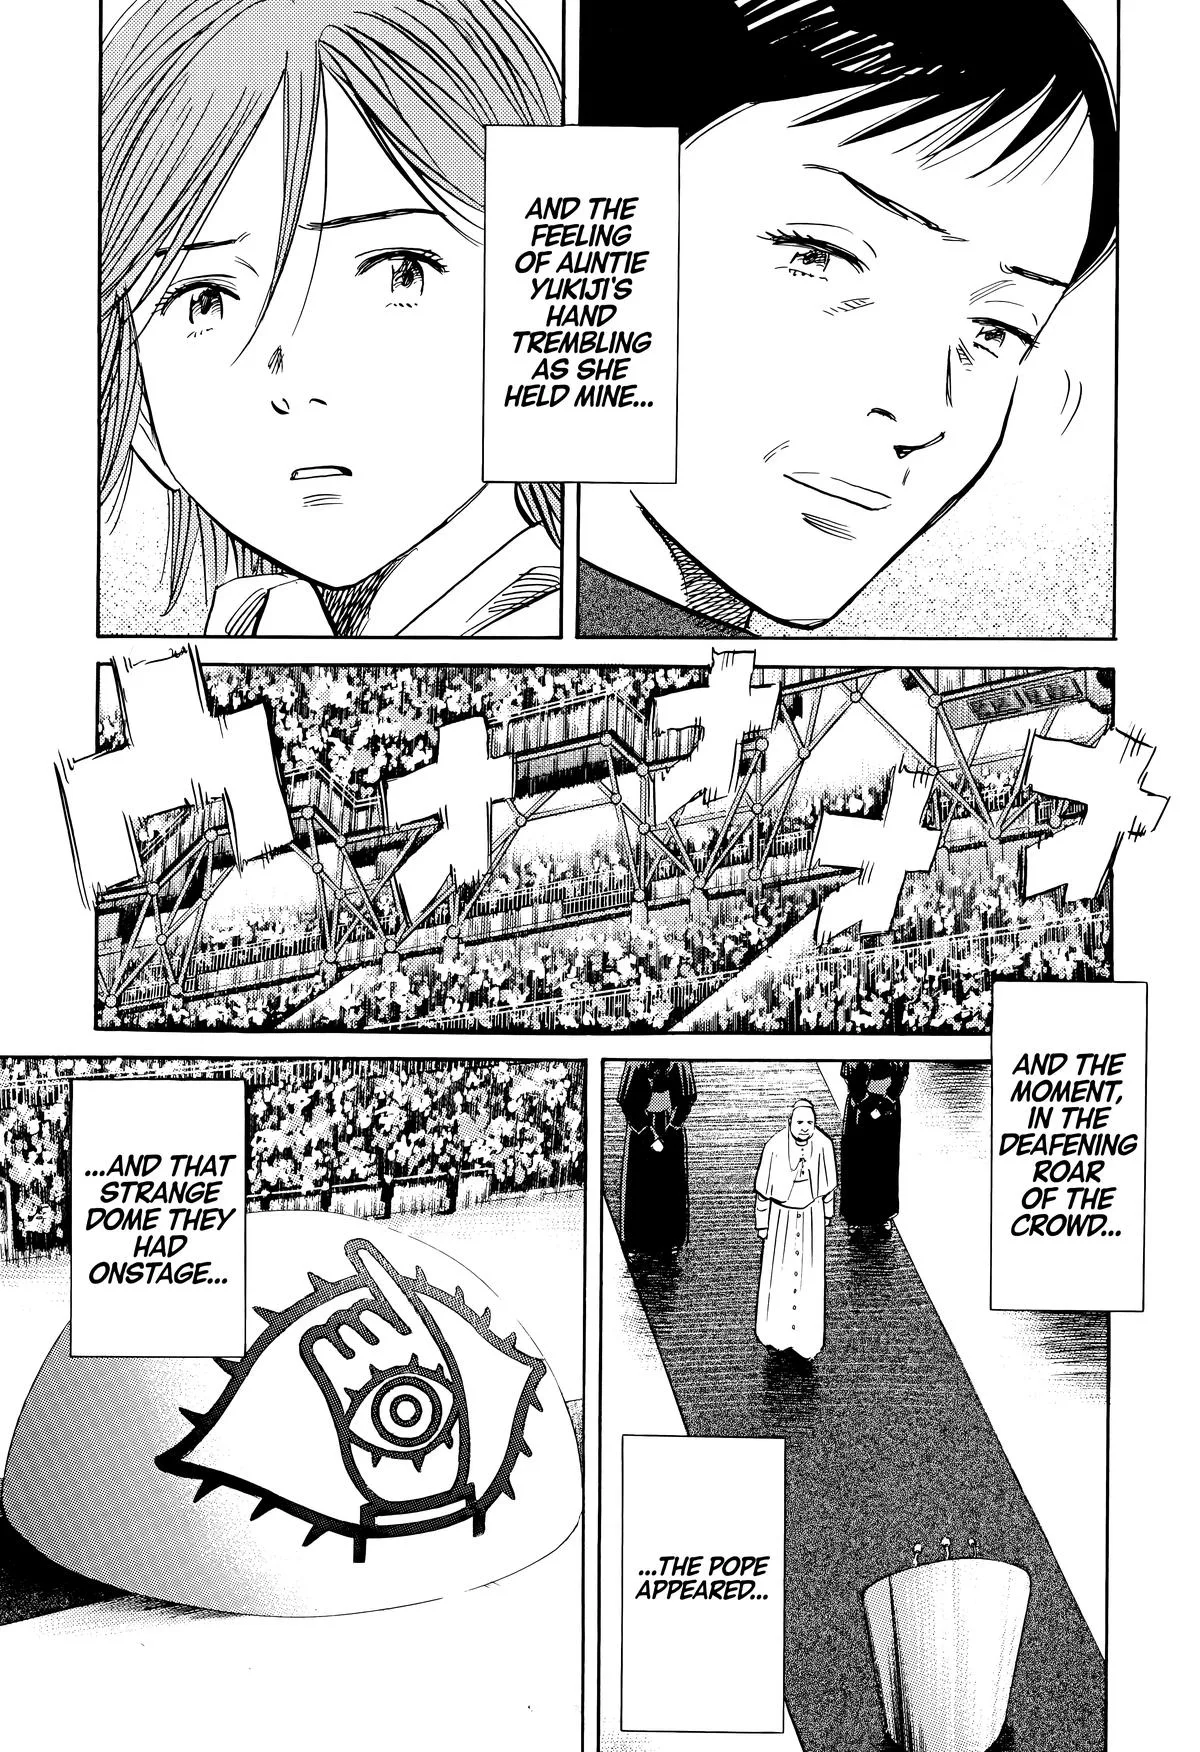 AND THE
FEELING
OF AUNTIE
YUKIJI'S
HAND
TREMBLING
AS SHE
HELD MINE...
AND THE
MOMENT,
IN THE
DEAFENING
ROAR
OF THE
CROWD...
...THE POPE
APPEARED...
...AND THAT
STRANGE
DOME THEY
HAD
ONSTAGE...